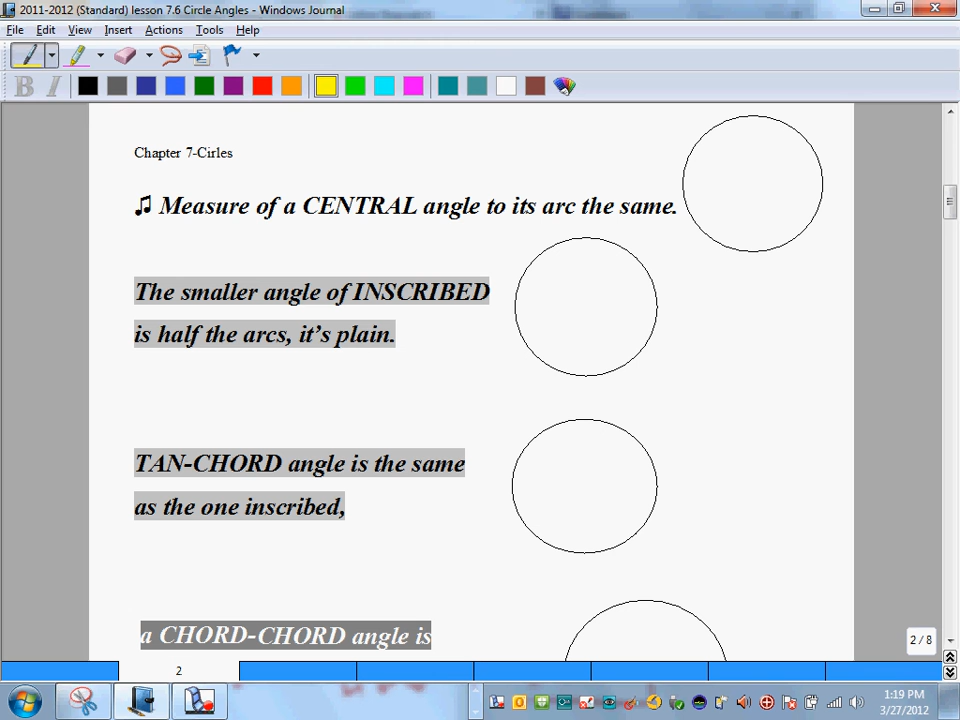 2011-2012 (Standard) lesson 7.6 Circle Angles - Windows Journal
File Edit View Insert Actions Tools Help
B I
Chapter 7-Cirles
♫ Measure of a CENTRAL angle to its arc the same.
The smaller angle of INSCRIBED
is half the arcs, it's plain.
TAN-CHORD angle is the same
as the one inscribed,
a CHORD-CHORD angle is
2 / 8
2
1:19 PM
3/27/2012